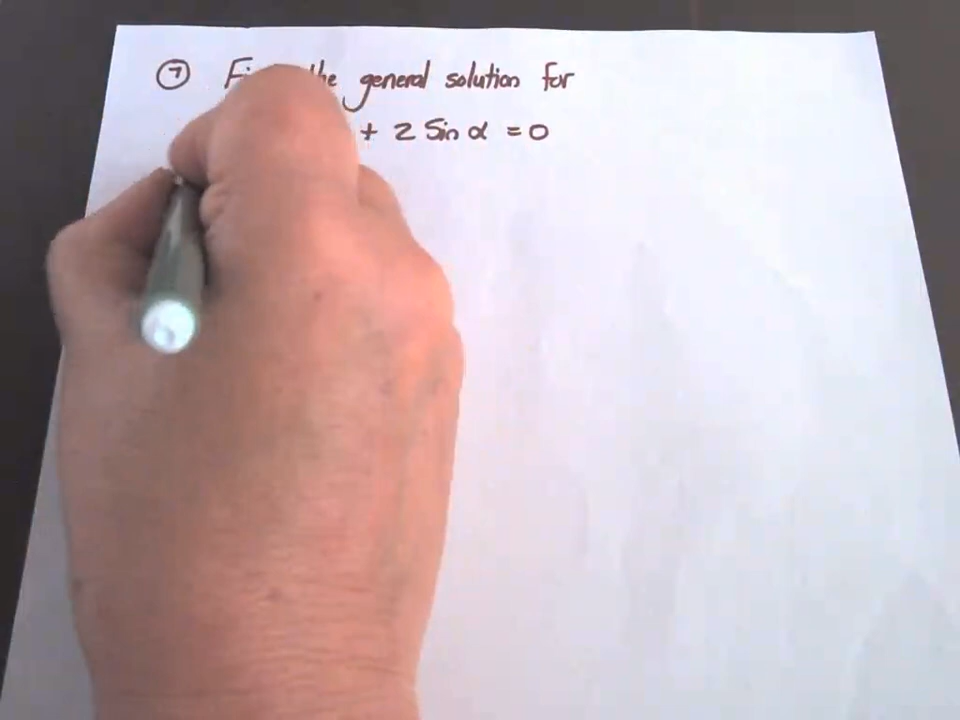 ⑦ the general solution for
+ 2 Sin α = 0